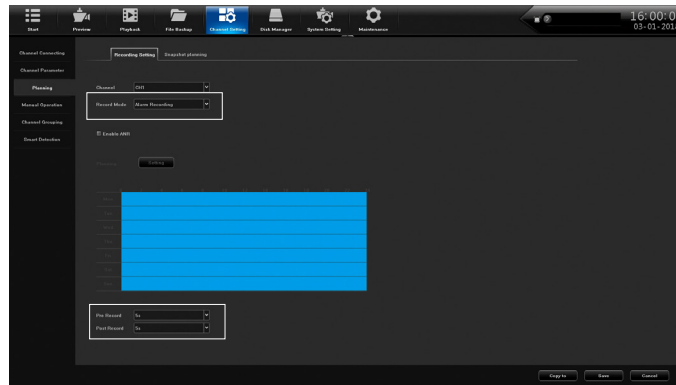 Start Preview Playback File Backup Channel Setting Disk Manager System Setting Maintenance
16:00:0
03-01-201
Channel Connecting
Channel Parameter
Planning
Manual Operation
Channel Grouping
Smart Detection
Recording Setting Snapshot planning
Channel CH1
Record Mode Alarm Recording
Enable ANR
Setting
Pre Record 5s
Post Record 5s
Copy to Save Cancel